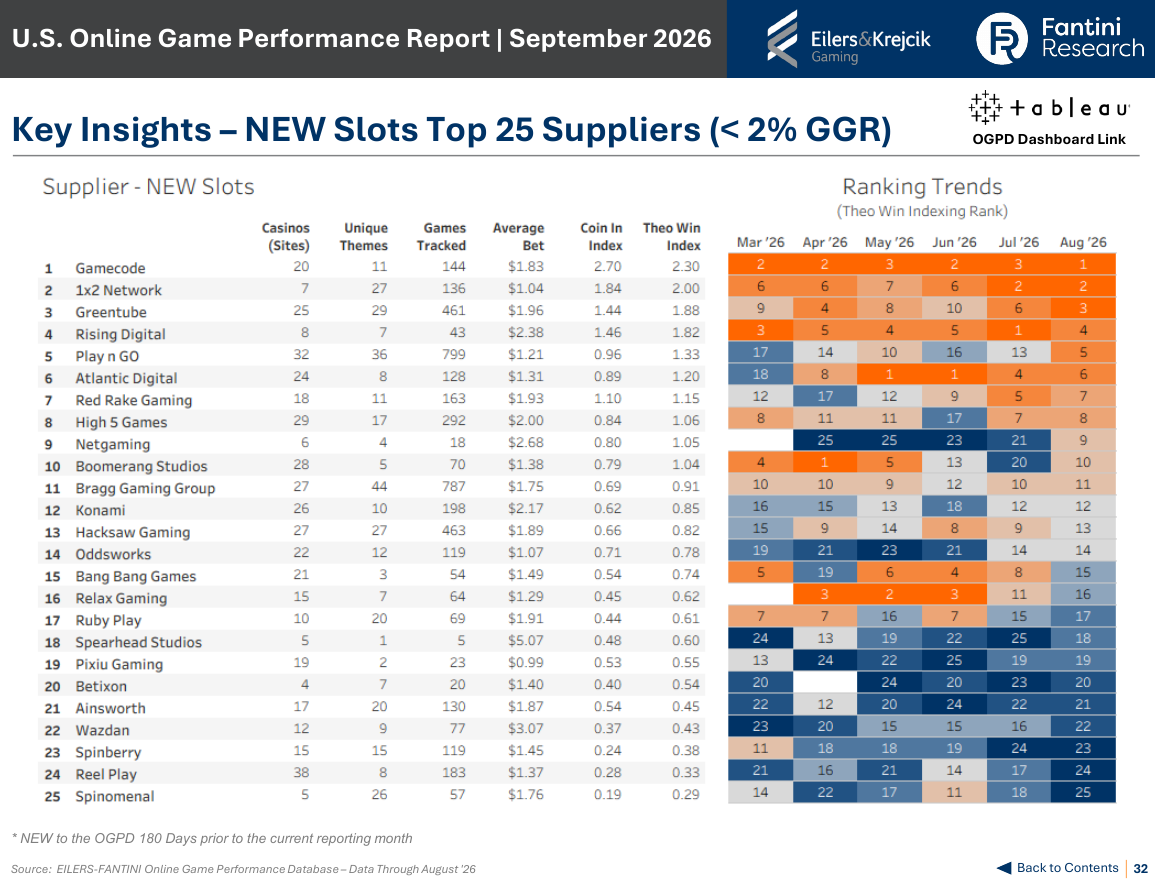 U.S. Online Game Performance Report | September 2026
Eilers&Krejcik
Gaming
Fantini
Research
Key Insights – NEW Slots Top 25 Suppliers (< 2% GGR)
+ableau
OGPD Dashboard Link
Supplier - NEW Slots
Ranking Trends
(Theo Win Indexing Rank)
Casinos (Sites) Unique Themes Games Tracked Average Bet Coin In Index Theo Win Index Mar '26 Apr '26 May '26 Jun '26 Jul '26 Aug '26
1 Gamecode 20 11 144 $1.83 2.70 2.30 2 2 3 2 3 1
2 1x2 Network 7 27 136 $1.04 1.84 2.00 6 6 7 6 2 2
3 Greentube 25 29 461 $1.96 1.44 1.88 9 4 8 10 6 3
4 Rising Digital 8 7 43 $2.38 1.46 1.82 3 5 4 5 1 4
5 Play n GO 32 36 799 $1.21 0.96 1.33 17 14 10 16 13 5
6 Atlantic Digital 24 8 128 $1.31 0.89 1.20 18 8 1 1 4 6
7 Red Rake Gaming 18 11 163 $1.93 1.10 1.15 12 17 12 9 5 7
8 High 5 Games 29 17 292 $2.00 0.84 1.06 8 11 11 17 7 8
9 Netgaming 6 4 18 $2.68 0.80 1.05 25 25 23 21 9
10 Boomerang Studios 28 5 70 $1.38 0.79 1.04 4 1 5 13 20 10
11 Bragg Gaming Group 27 44 787 $1.75 0.69 0.91 10 10 9 12 10 11
12 Konami 26 10 198 $2.17 0.62 0.85 16 15 13 18 12 12
13 Hacksaw Gaming 27 27 463 $1.89 0.66 0.82 15 9 14 8 9 13
14 Oddsworks 22 12 119 $1.07 0.71 0.78 19 21 23 21 14 14
15 Bang Bang Games 21 3 54 $1.49 0.54 0.74 5 19 6 4 8 15
16 Relax Gaming 15 7 64 $1.29 0.45 0.62 3 2 3 11 16
17 Ruby Play 10 20 69 $1.91 0.44 0.61 7 7 16 7 15 17
18 Spearhead Studios 5 1 5 $5.07 0.48 0.60 24 13 19 22 25 18
19 Pixiu Gaming 19 2 23 $0.99 0.53 0.55 13 24 22 25 19 19
20 Betixon 4 7 20 $1.40 0.40 0.54 20 24 20 23 20
21 Ainsworth 17 20 130 $1.87 0.54 0.45 22 12 20 24 22 21
22 Wazdan 12 9 77 $3.07 0.37 0.43 23 20 15 15 16 22
23 Spinberry 15 15 119 $1.45 0.24 0.38 11 18 18 19 24 23
24 Reel Play 38 8 183 $1.37 0.28 0.33 21 16 21 14 17 24
25 Spinomenal 5 26 57 $1.76 0.19 0.29 14 22 17 11 18 25
* NEW to the OGPD 180 Days prior to the current reporting month
Source: EILERS-FANTINI Online Game Performance Database – Data Through August '26
Back to Contents | 32